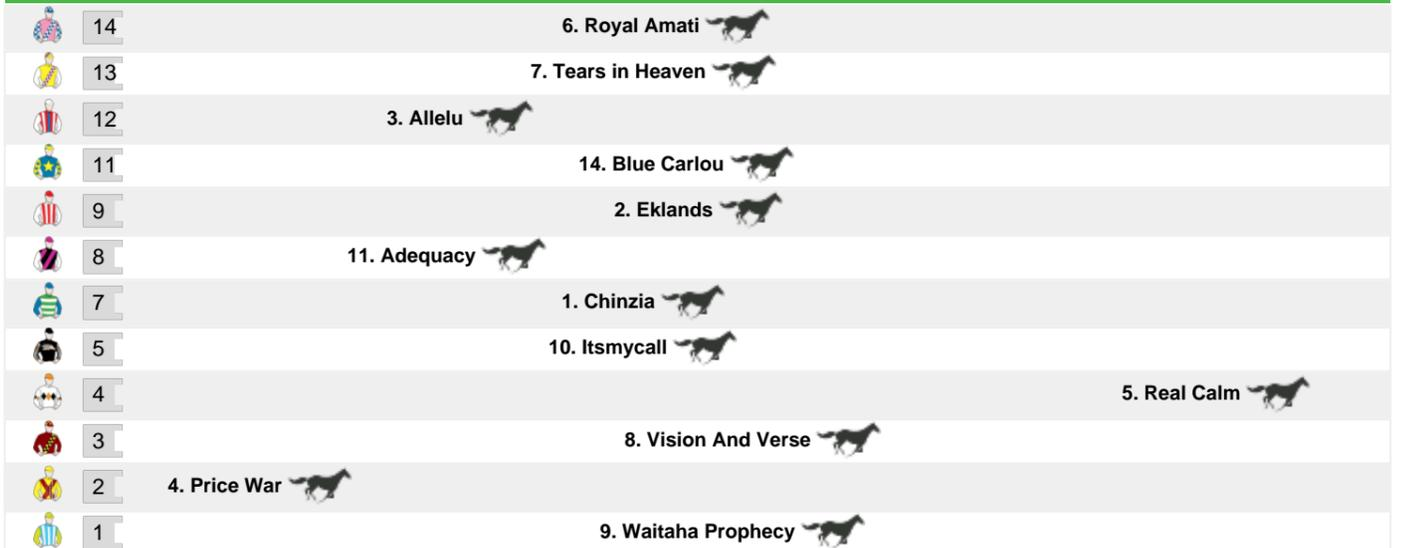 14 6. Royal Amati
13 7. Tears in Heaven
12 3. Allelu
11 14. Blue Carlou
9 2. Eklands
8 11. Adequacy
7 1. Chinzia
5 10. Itsmycall
4 5. Real Calm
3 8. Vision And Verse
2 4. Price War
1 9. Waitaha Prophecy